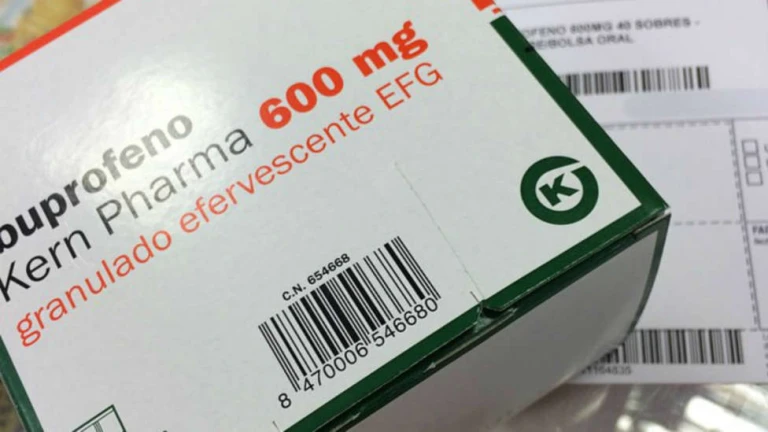 buprofeno
Kern Pharma 600 mg
granulado efervescente EFG
C.N. 654668
8 470006 546680
K
OFENO 600MG 40 SOBRES -
BOLSA ORAL